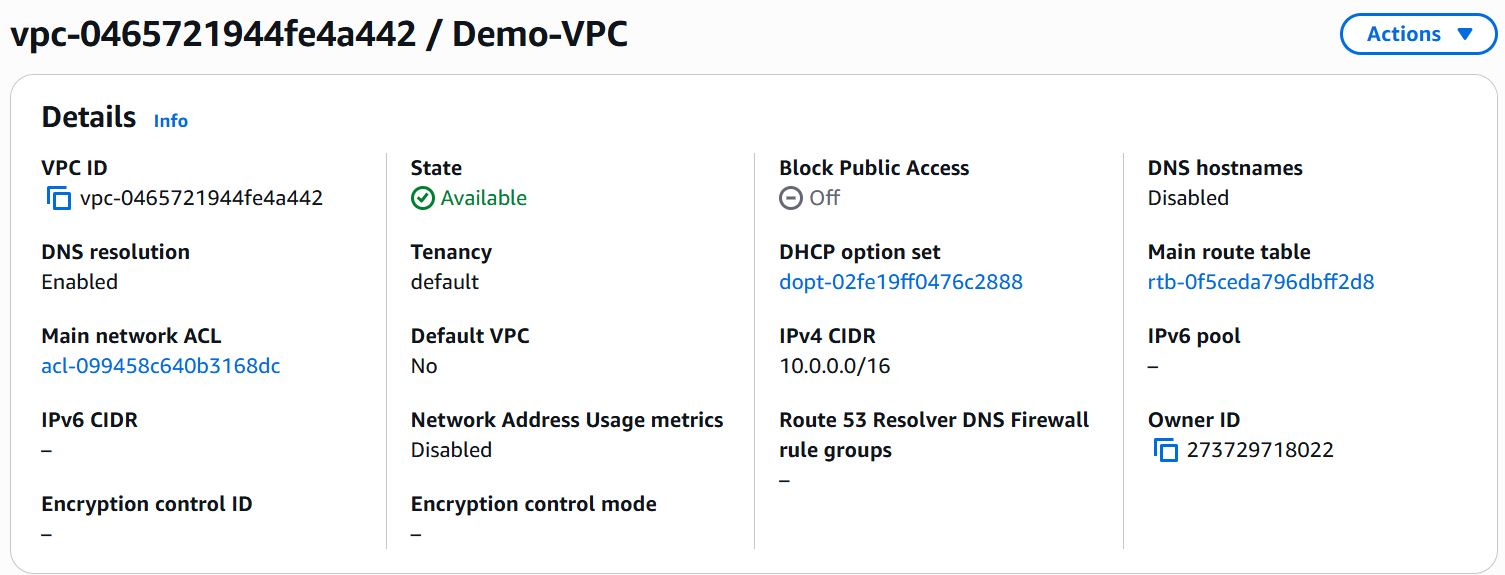 vpc-0465721944fe4a442 / Demo-VPC
Actions
Details Info
VPC ID
vpc-0465721944fe4a442
State
Available
Block Public Access
Off
DNS hostnames
Disabled
DNS resolution
Enabled
Tenancy
default
DHCP option set
dopt-02fe19ff0476c2888
Main route table
rtb-0f5ceda796dbff2d8
Main network ACL
acl-099458c640b3168dc
Default VPC
No
IPv4 CIDR
10.0.0.0/16
IPv6 pool
–
IPv6 CIDR
–
Network Address Usage metrics
Disabled
Route 53 Resolver DNS Firewall
rule groups
–
Owner ID
273729718022
Encryption control ID
–
Encryption control mode
–